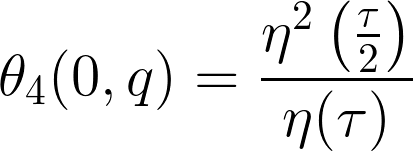 θ₄(0, q) = η²(τ/2) / η(τ)